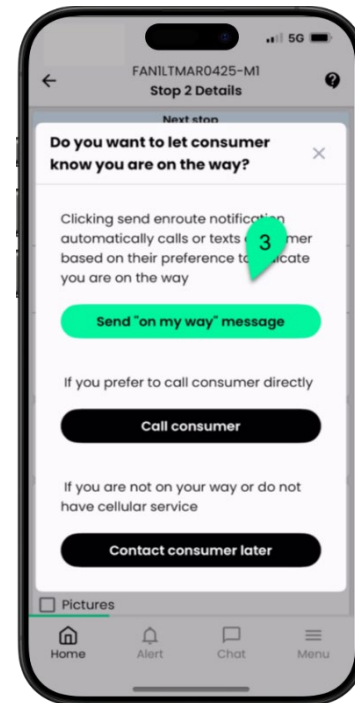 5G
FAN1LTMAR0425-M1
Stop 2 Details
Next stop
Do you want to let consumer
know you are on the way?
Clicking send enroute notification
automatically calls or texts
based on their preference to
you are on the way
3
Send "on my way" message
If you prefer to call consumer directly
Call consumer
If you are not on your way or do not
have cellular service
Contact consumer later
Pictures
Home
Alert
Chat
Menu